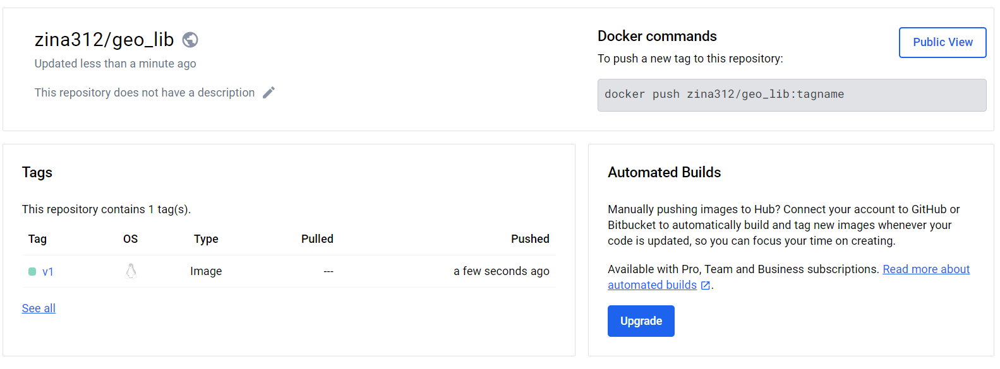 zina312/geo_lib
Updated less than a minute ago
This repository does not have a description
Docker commands
Public View
To push a new tag to this repository:
docker push zina312/geo_lib:tagname
Tags
This repository contains 1 tag(s).
Tag OS Type Pulled Pushed
v1 Image --- a few seconds ago
See all
Automated Builds
Manually pushing images to Hub? Connect your account to GitHub or
Bitbucket to automatically build and tag new images whenever your
code is updated, so you can focus your time on creating.
Available with Pro, Team and Business subscriptions. Read more about
automated builds .
Upgrade